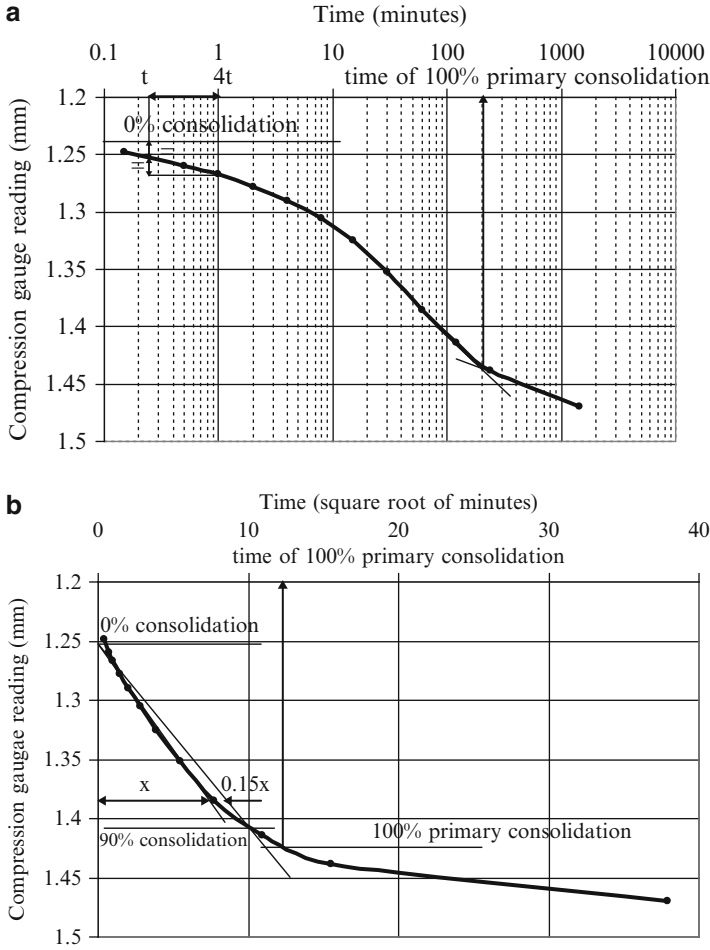 a
Time (minutes)
0.1 1 10 100 1000 10000
t 4t time of 100% primary consolidation
Compression gauge reading (mm)
1.2
0% consolidation
1.25
1.3
1.35
1.4
1.45
1.5
b
Time (square root of minutes)
0 10 20 30 40
time of 100% primary consolidation
Compression gaugae reading (mm)
1.2
0% consolidation
1.25
1.3
1.35
x 0.15x
1.4
90% consolidation
100% primary consolidation
1.45
1.5